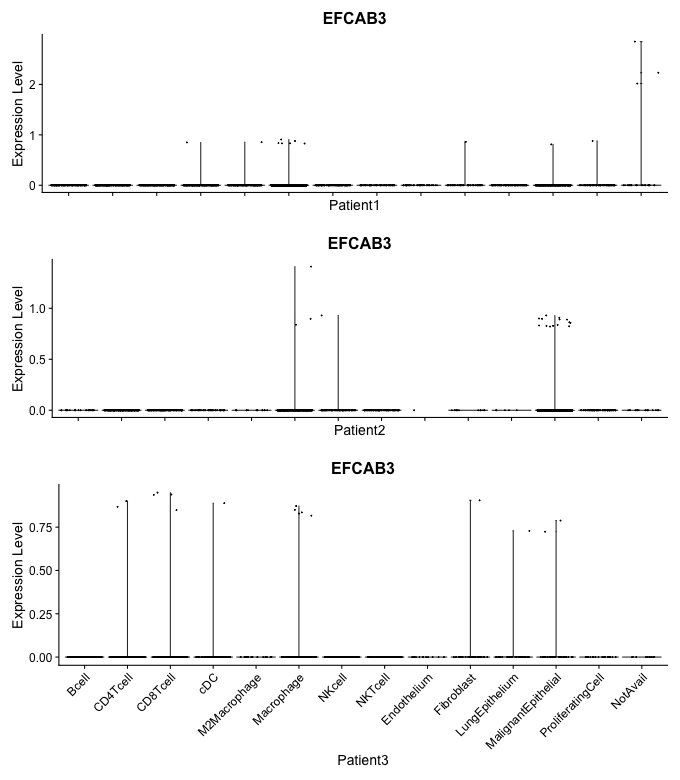 EFCAB3
Expression Level
2
1
0
Patient1
EFCAB3
Expression Level
1.0
0.5
0.0
Patient2
EFCAB3
Expression Level
0.75
0.50
0.25
0.00
Bcell
CD4Tcell
CD8Tcell
cDC
M2Macrophage
Macrophage
NKcell
NKTcell
Endothelium
Fibroblast
LungEpithelium
MalignantEpithelial
ProliferatingCell
NotAvail
Patient3